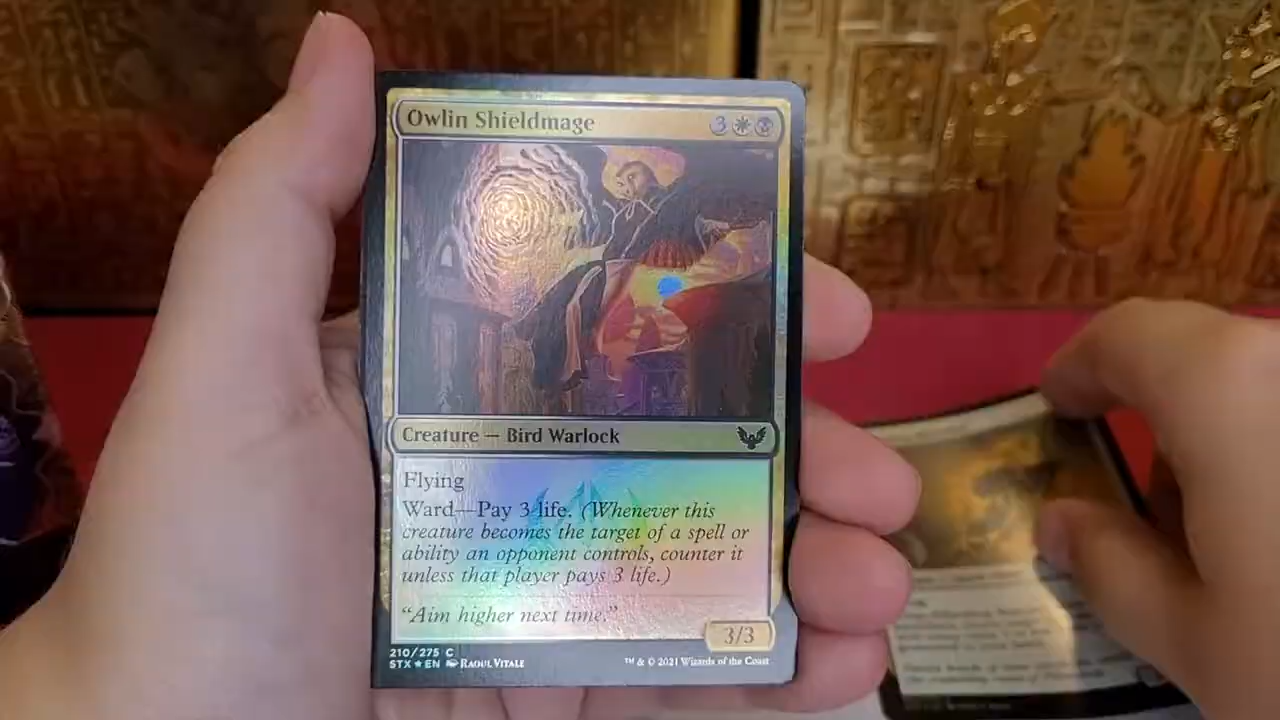 Owlin Shieldmage 3
Creature — Bird Warlock
Flying
Ward—Pay 3 life. (Whenever this
creature becomes the target of a spell or
ability an opponent controls, counter it
unless that player pays 3 life.)
“Aim higher next time.”
3/3
210/275 C
STX ★ EN RAOUL VITALE
™ & © 2021 Wizards of the Coast